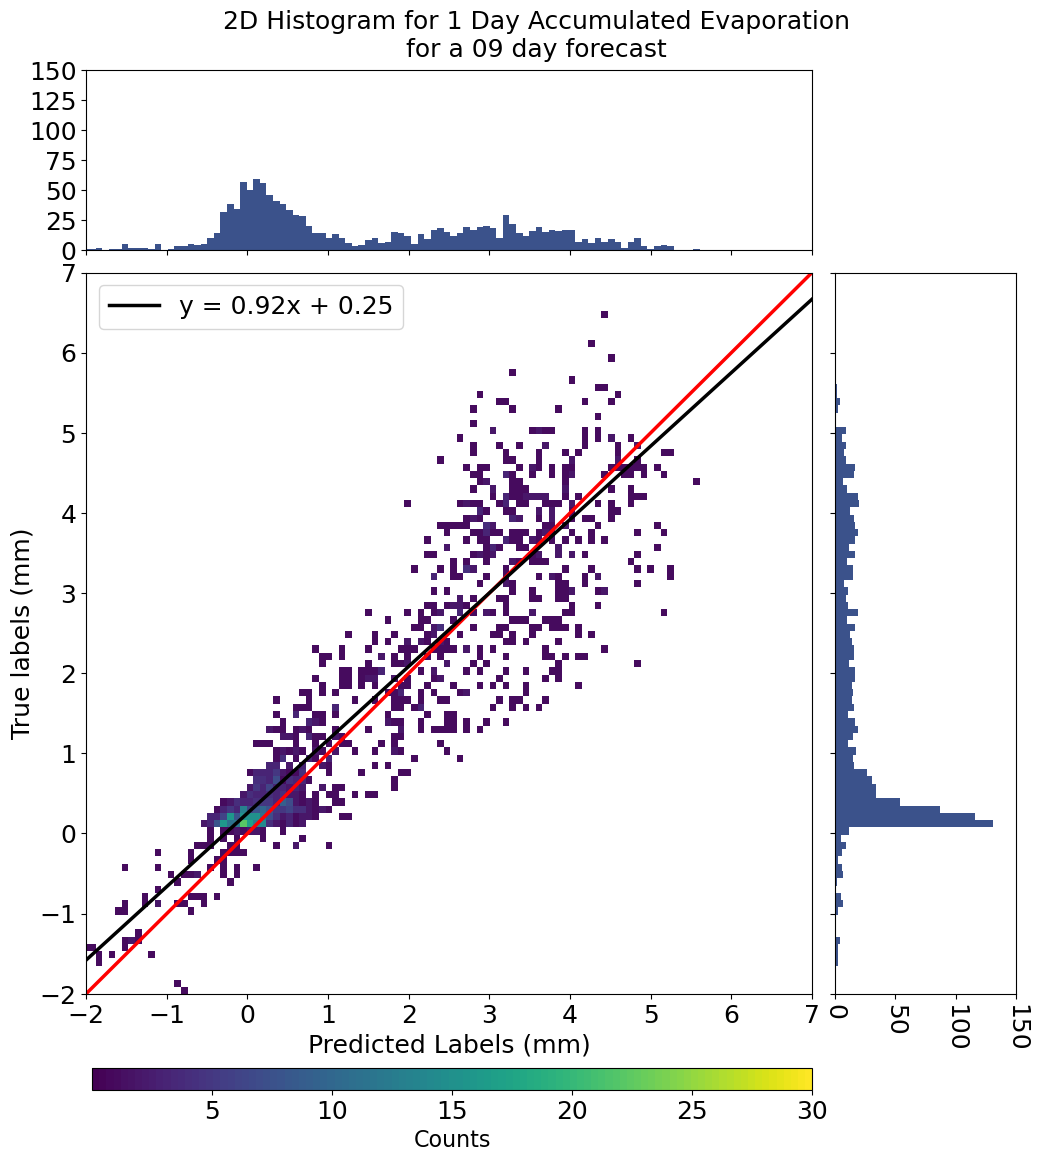 2D Histogram for 1 Day Accumulated Evaporation
for a 09 day forecast
150
125
100
75
50
25
0
7
6
5
4
3
2
1
0
−1
−2
True labels (mm)
y = 0.92x + 0.25
−2 −1 0 1 2 3 4 5 6 7
Predicted Labels (mm)
0 50 100 150
5 10 15 20 25 30
Counts